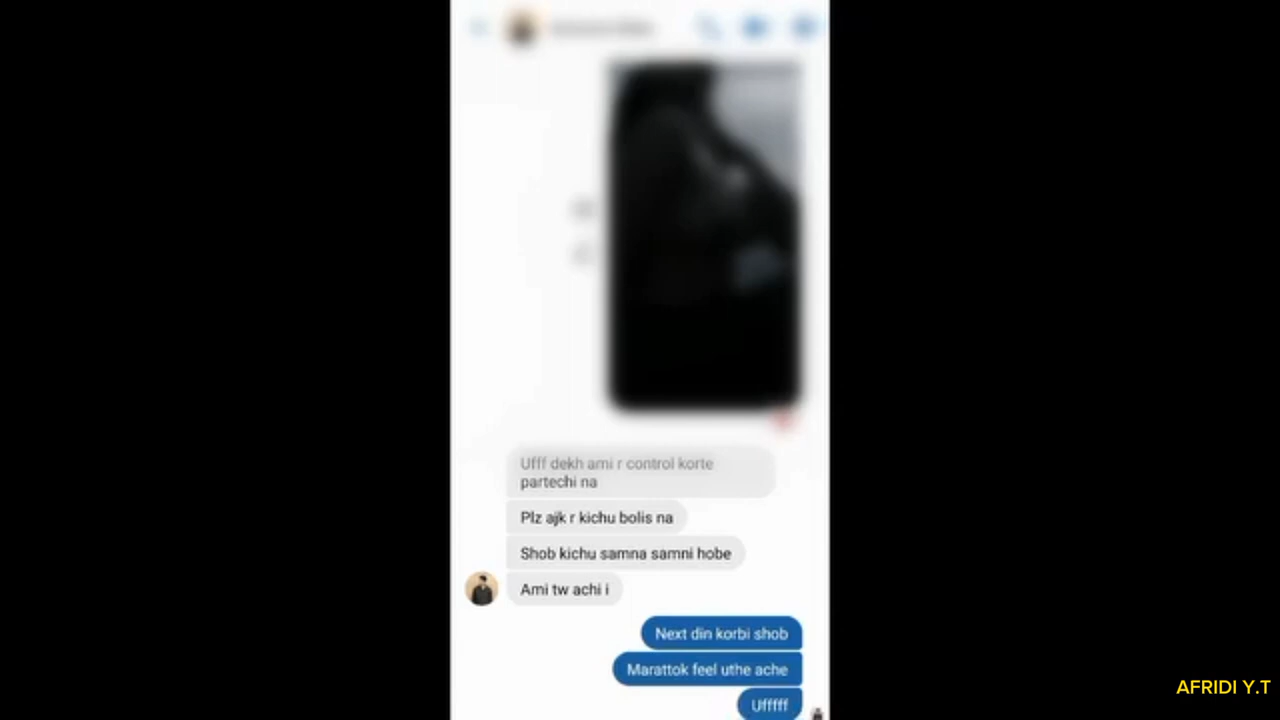 Ufff dekh ami r control korte
partechi na
Plz ajk r kichu bolis na
Shob kichu samna samni hobe
Ami tw achi i
Next din korbi shob
Marattok feel uthe ache
Ufffff
AFRIDI Y.T